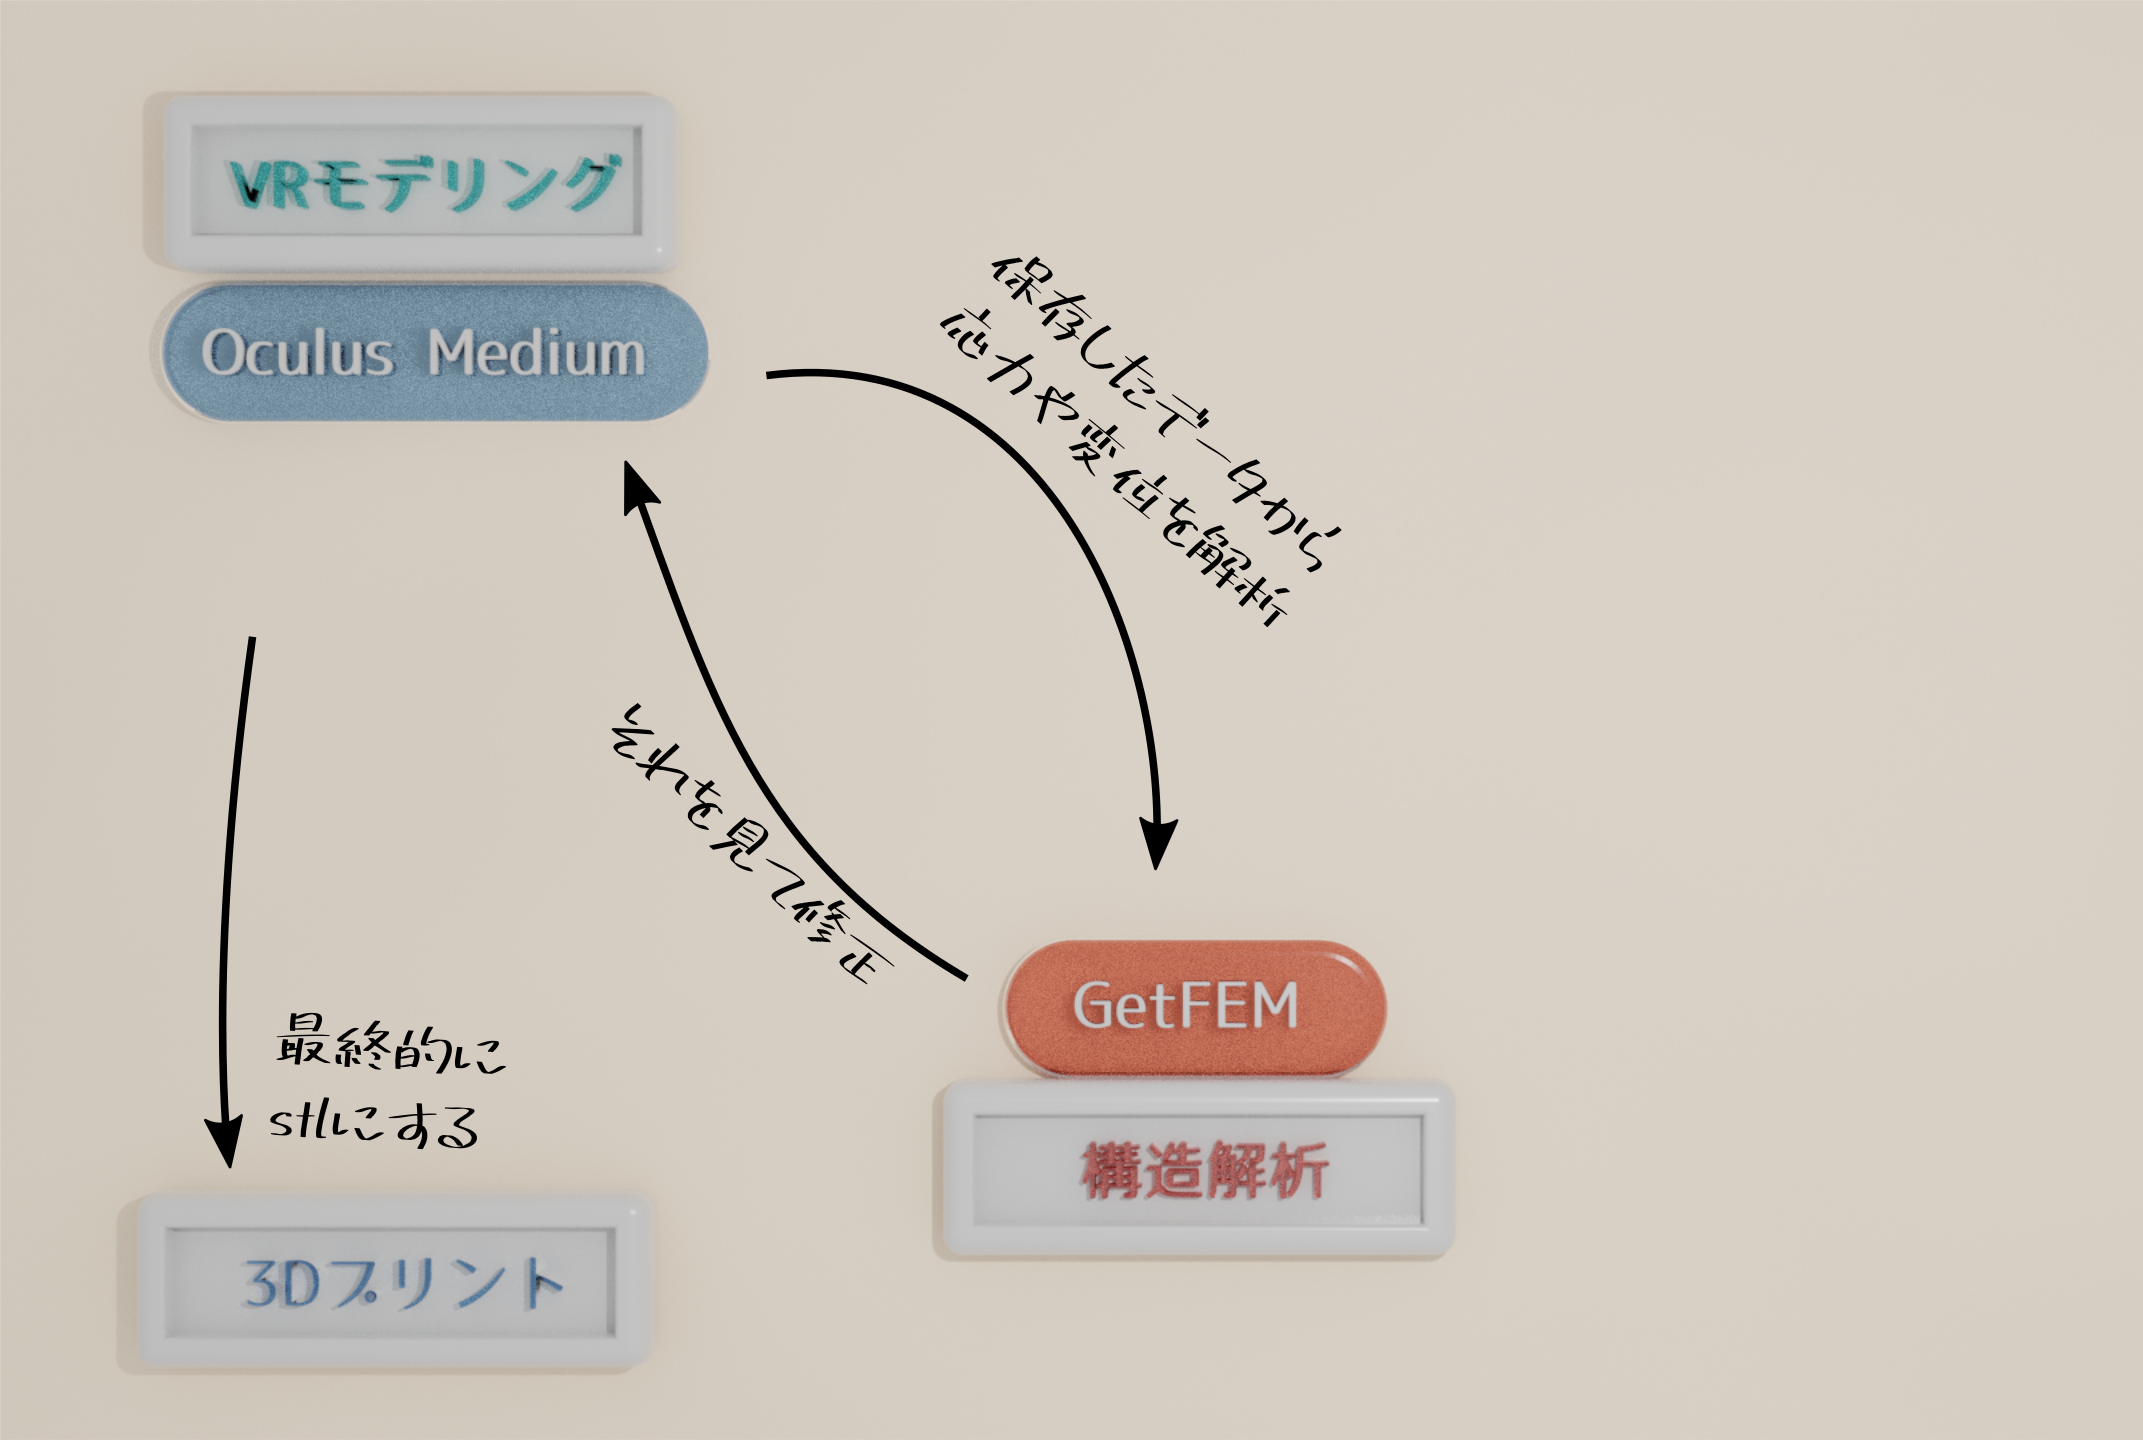 VRモデリング
Oculus Medium
保存したデータから
応力や変位を解析
それを見て修正
GetFEM
構造解析
最終的に
stlにする
3Dプリント